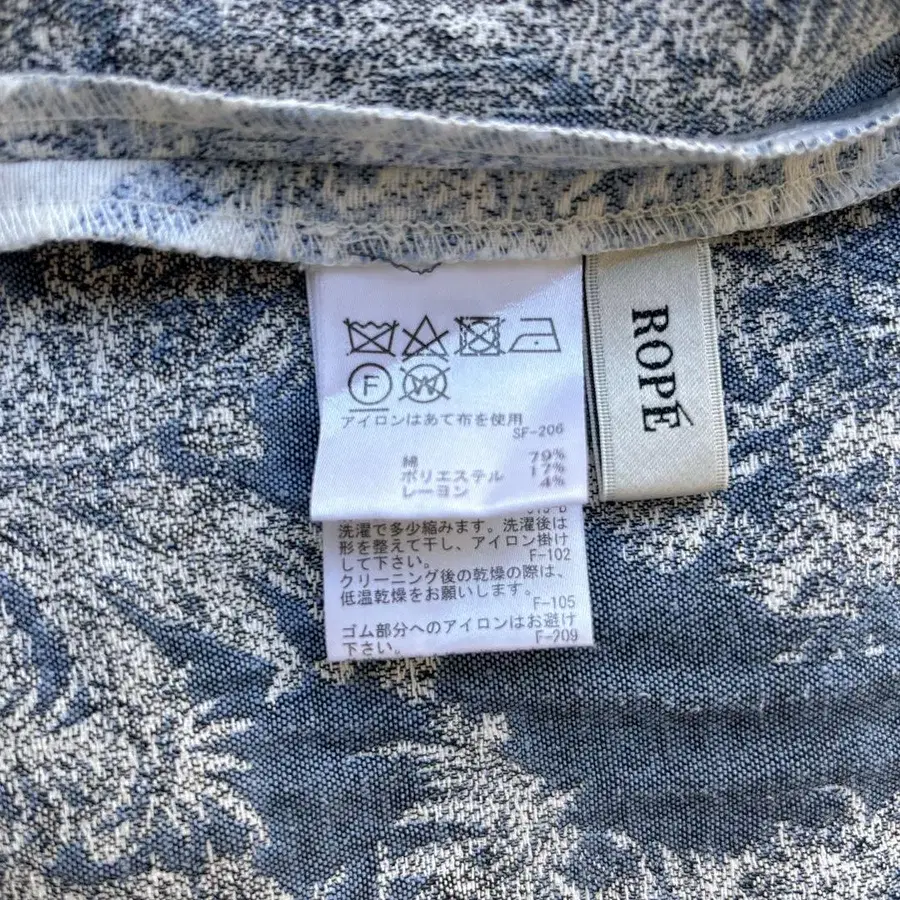 F
W
アイロンはあて布を使用
SF-206
綿 79%
ポリエステル 17%
レーヨン 4%
洗濯で多少縮みます。洗濯後は
形を整えて干し、アイロン掛け
して下さい。 F-102
クリーニング後の乾燥の際は、
低温乾燥をお願いします。
F-105
ゴム部分へのアイロンはお避け
下さい。 F-209
ROPÉ